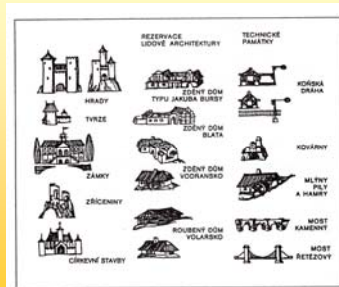 REZERVACE
LIDOVÉ ARCHITEKTURY
TECHNICKÉ
PAMÁTKY
HRADY
TVRZE
ZÁMKY
ZŘÍCENINY
CÍRKEVNÍ STAVBY
ZDĚNÝ DŮM
TYPU JAKUBA BURSY
ZDĚNÝ DŮM
BLATA
ZDĚNÝ DŮM
VODŇANSKO
ROUBENÝ DŮM
VOLARSKO
KOŇSKÁ
DRÁHA
KOVÁRNY
MLÝNY
PILY
A HAMRY
MOST
KAMENNÝ
MOST
ŘETĚZOVÝ